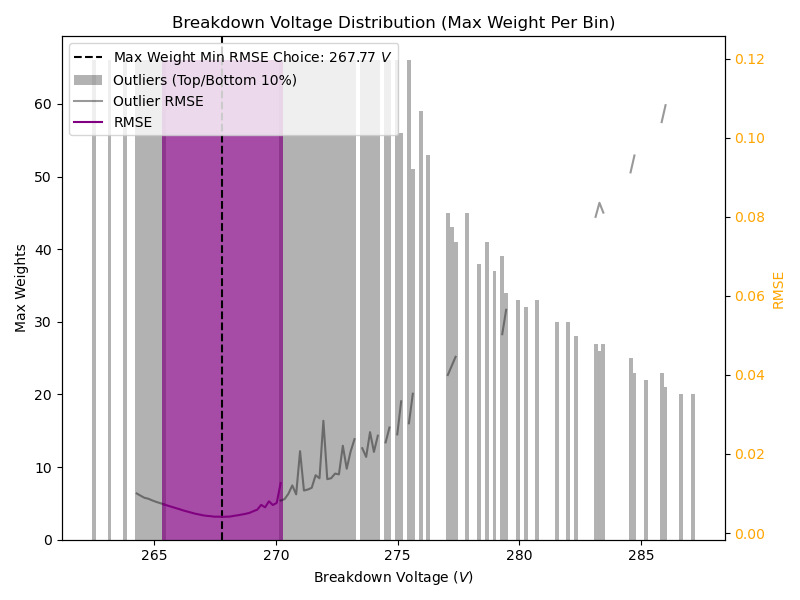 Breakdown Voltage Distribution (Max Weight Per Bin)
Max Weight Min RMSE Choice: 267.77 V
Outliers (Top/Bottom 10%)
Outlier RMSE
RMSE
Max Weights
60
50
40
30
20
10
0
0.12
0.10
0.08
0.06
0.04
0.02
0.00
RMSE
265
270
275
280
285
Breakdown Voltage (V)